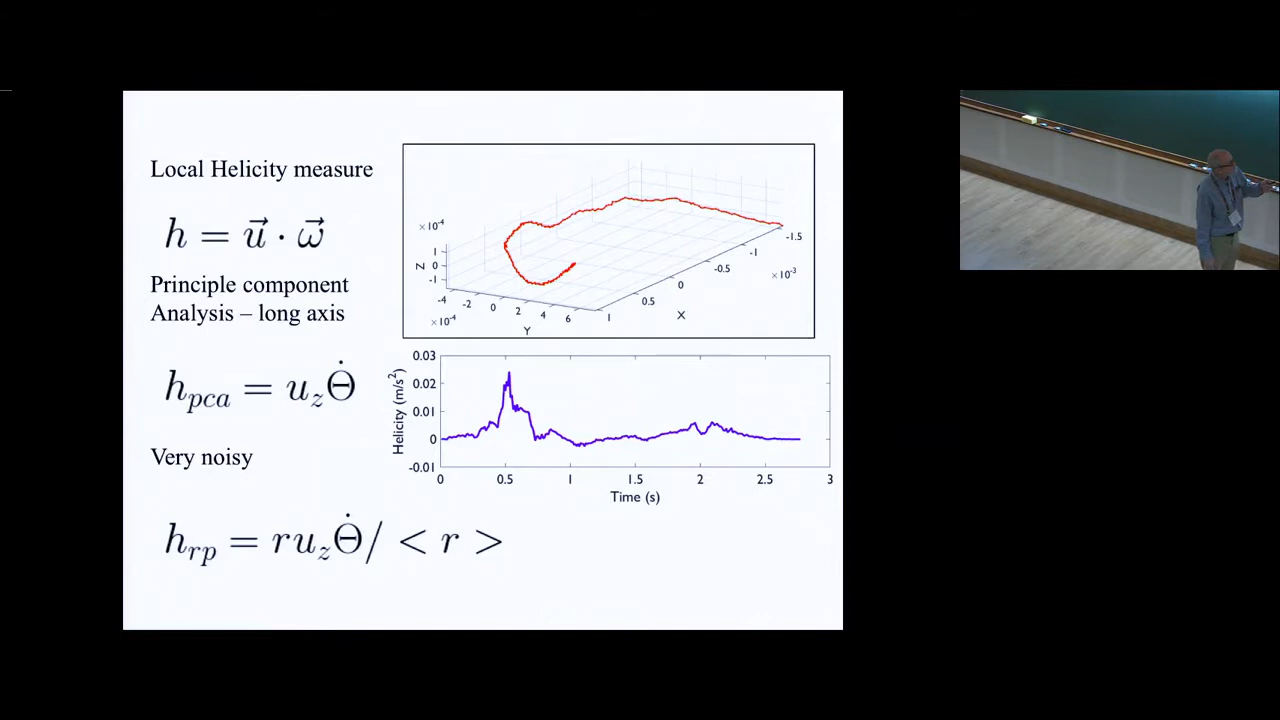 Local Helicity measure
h = u⃗ · ω⃗
Principle component
Analysis – long axis
h_pca = u_z Θ̇
Very noisy
h_rp = r u_z Θ̇ / < r >
×10⁻⁴
Z
1
0
-1
-4
-2
0
2
4
6
×10⁻⁴
Y
1
0.5
0
-0.5
-1
-1.5
×10⁻³
X
Helicity (m/s²)
0.03
0.02
0.01
0
-0.01
0
0.5
1
1.5
2
2.5
3
Time (s)